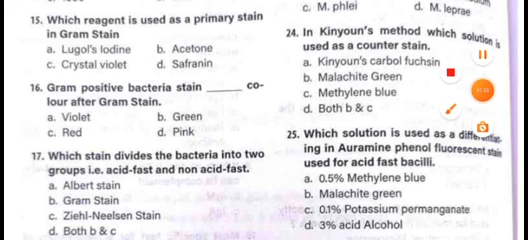 15. Which reagent is used as a primary stain
in Gram Stain
a. Lugol's Iodine b. Acetone
c. Crystal violet d. Safranin
16. Gram positive bacteria stain ______ co-
lour after Gram Stain.
a. Violet b. Green
c. Red d. Pink
17. Which stain divides the bacteria into two
groups i.e. acid-fast and non acid-fast.
a. Albert stain
b. Gram Stain
c. Ziehl-Neelsen Stain
d. Both b & c
c. M. phlei d. M. leprae
24. In Kinyoun's method which solution is
used as a counter stain.
a. Kinyoun's carbol fuchsin
b. Malachite Green
c. Methylene blue
d. Both b & c
25. Which solution is used as a
ing in Auramine phenol fluorescent stain
used for acid fast bacilli.
a. 0.5% Methylene blue
b. Malachite green
c. 0.1% Potassium permanganate
d. 3% acid Alcohol